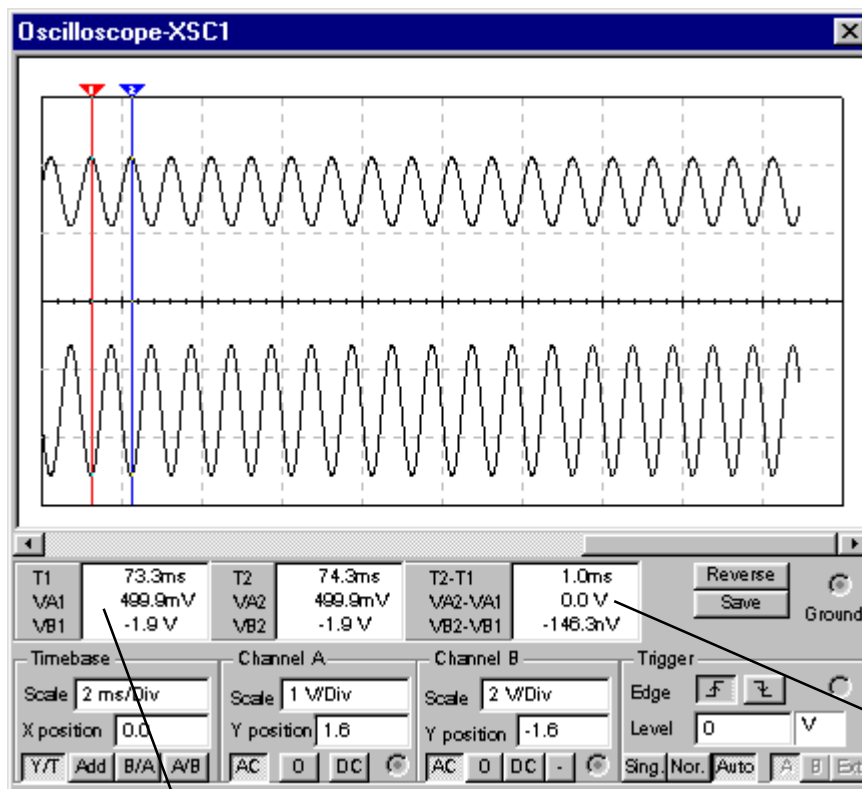 Oscilloscope-XSC1
1 2
T1 73.3ms T2 74.3ms T2-T1 1.0ms Reverse
VA1 499.9mV VA2 499.9mV VA2-VA1 0.0 V Save
VB1 -1.9 V VB2 -1.9 V VB2-VB1 -146.3nV Ground
Timebase Channel A Channel B Trigger
Scale 2 ms/Div Scale 1 V/Div Scale 2 V/Div Edge
X position 0.0 Y position 1.6 Y position -1.6 Level 0 V
Y/T Add B/A A/B AC 0 DC AC 0 DC - Sing. Nor. Auto A B Ext